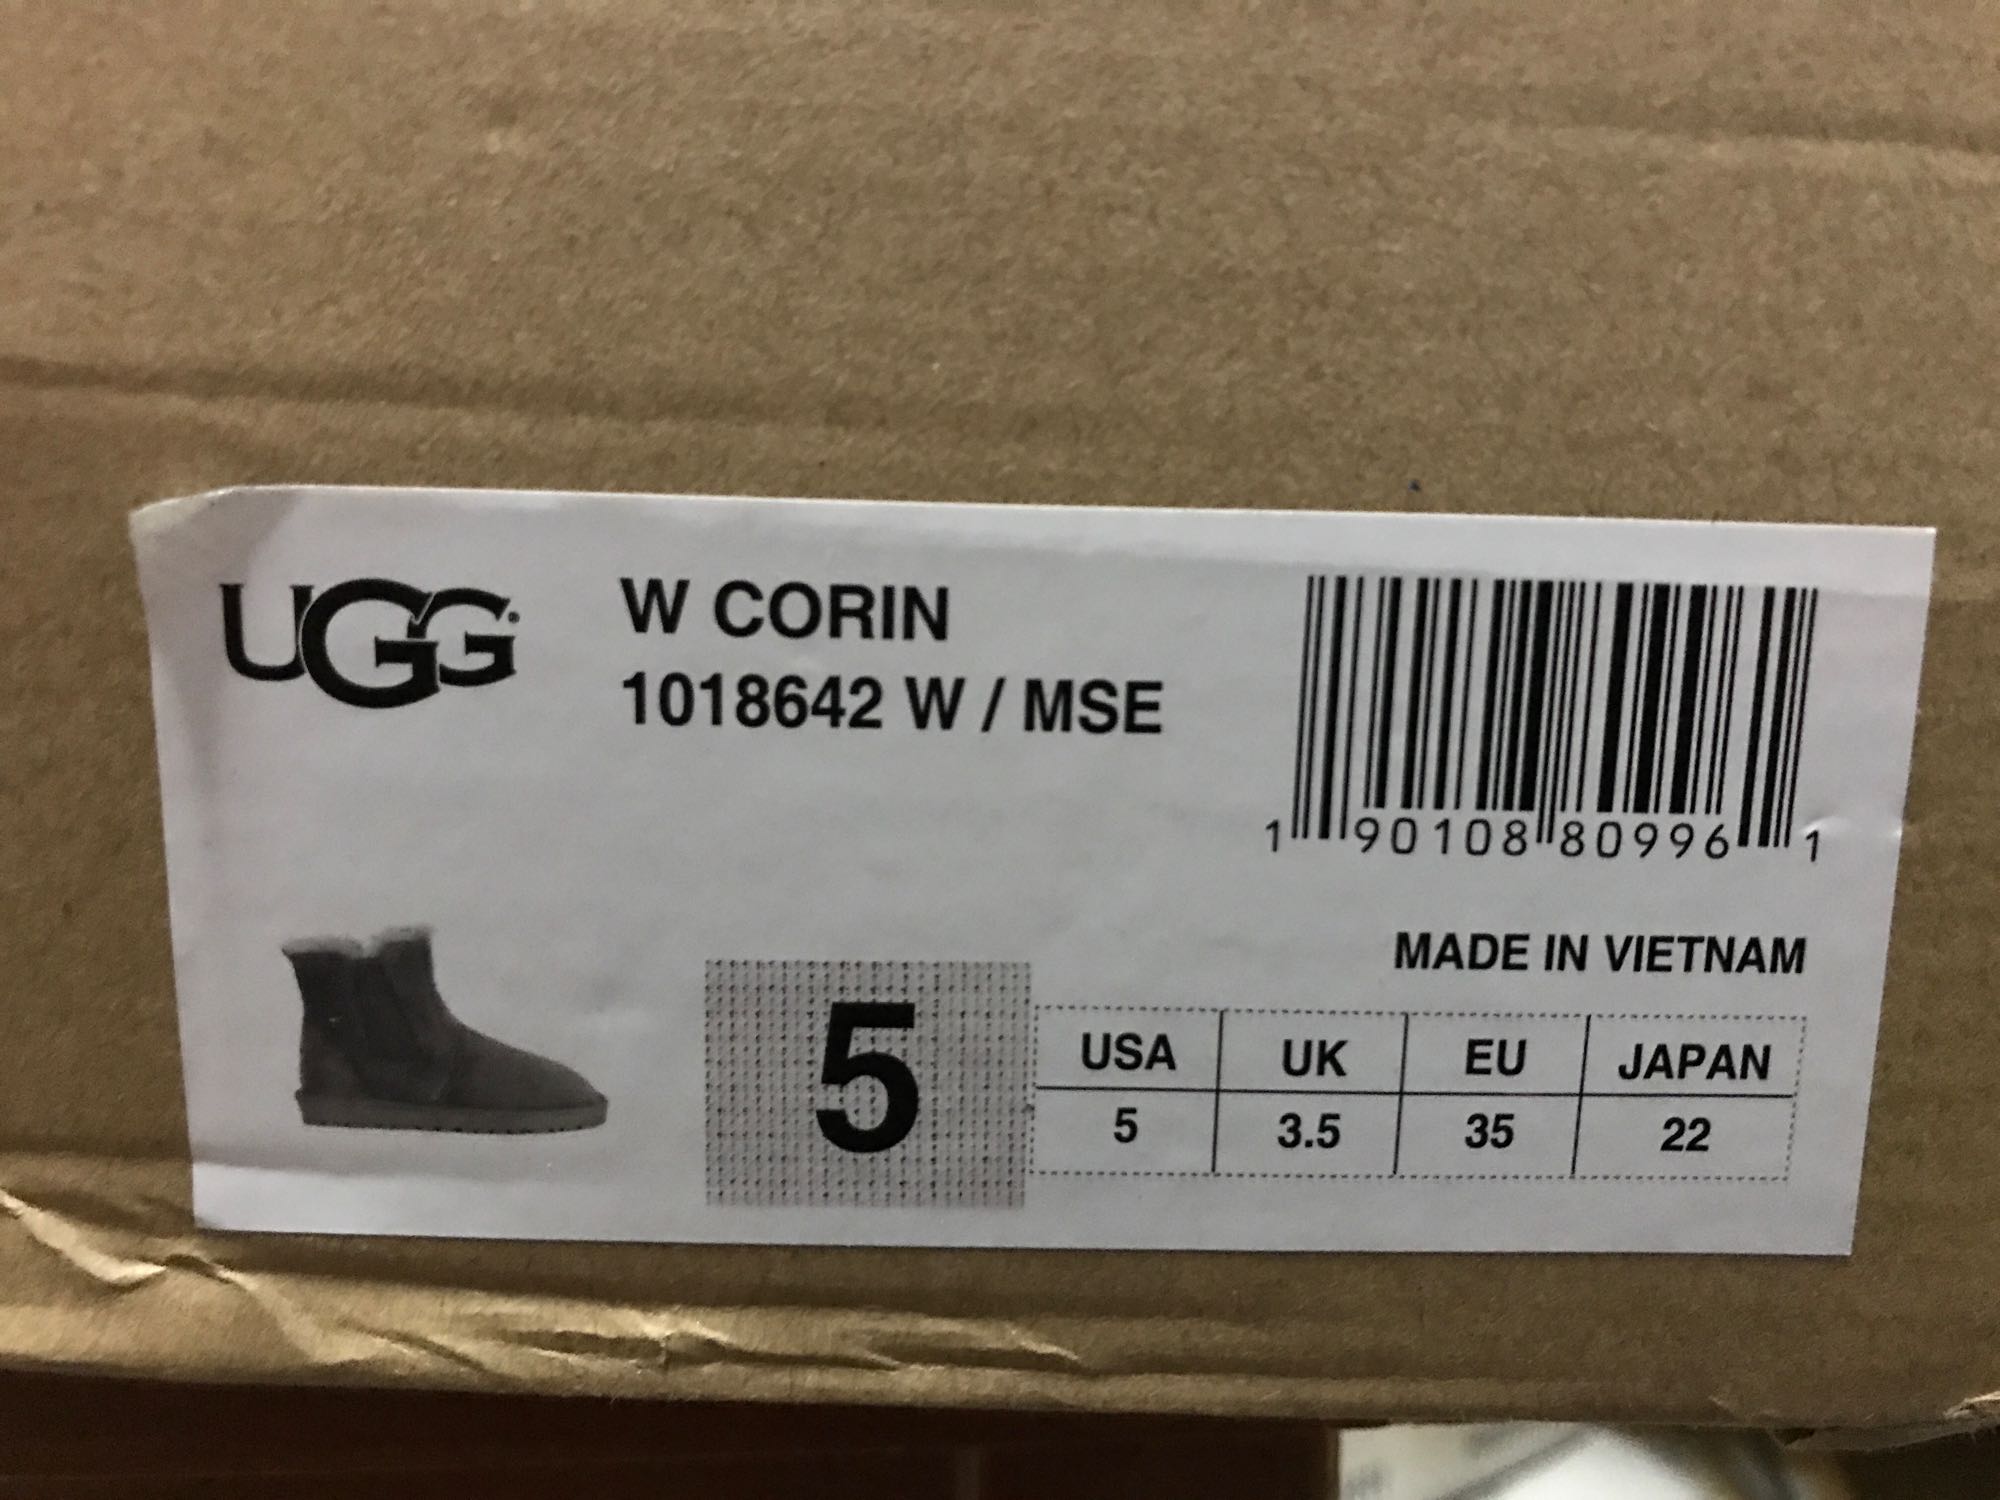 UGG
W CORIN
1018642 W / MSE
1 90108 80996 1
MADE IN VIETNAM
5
USA UK EU JAPAN
5 3.5 35 22